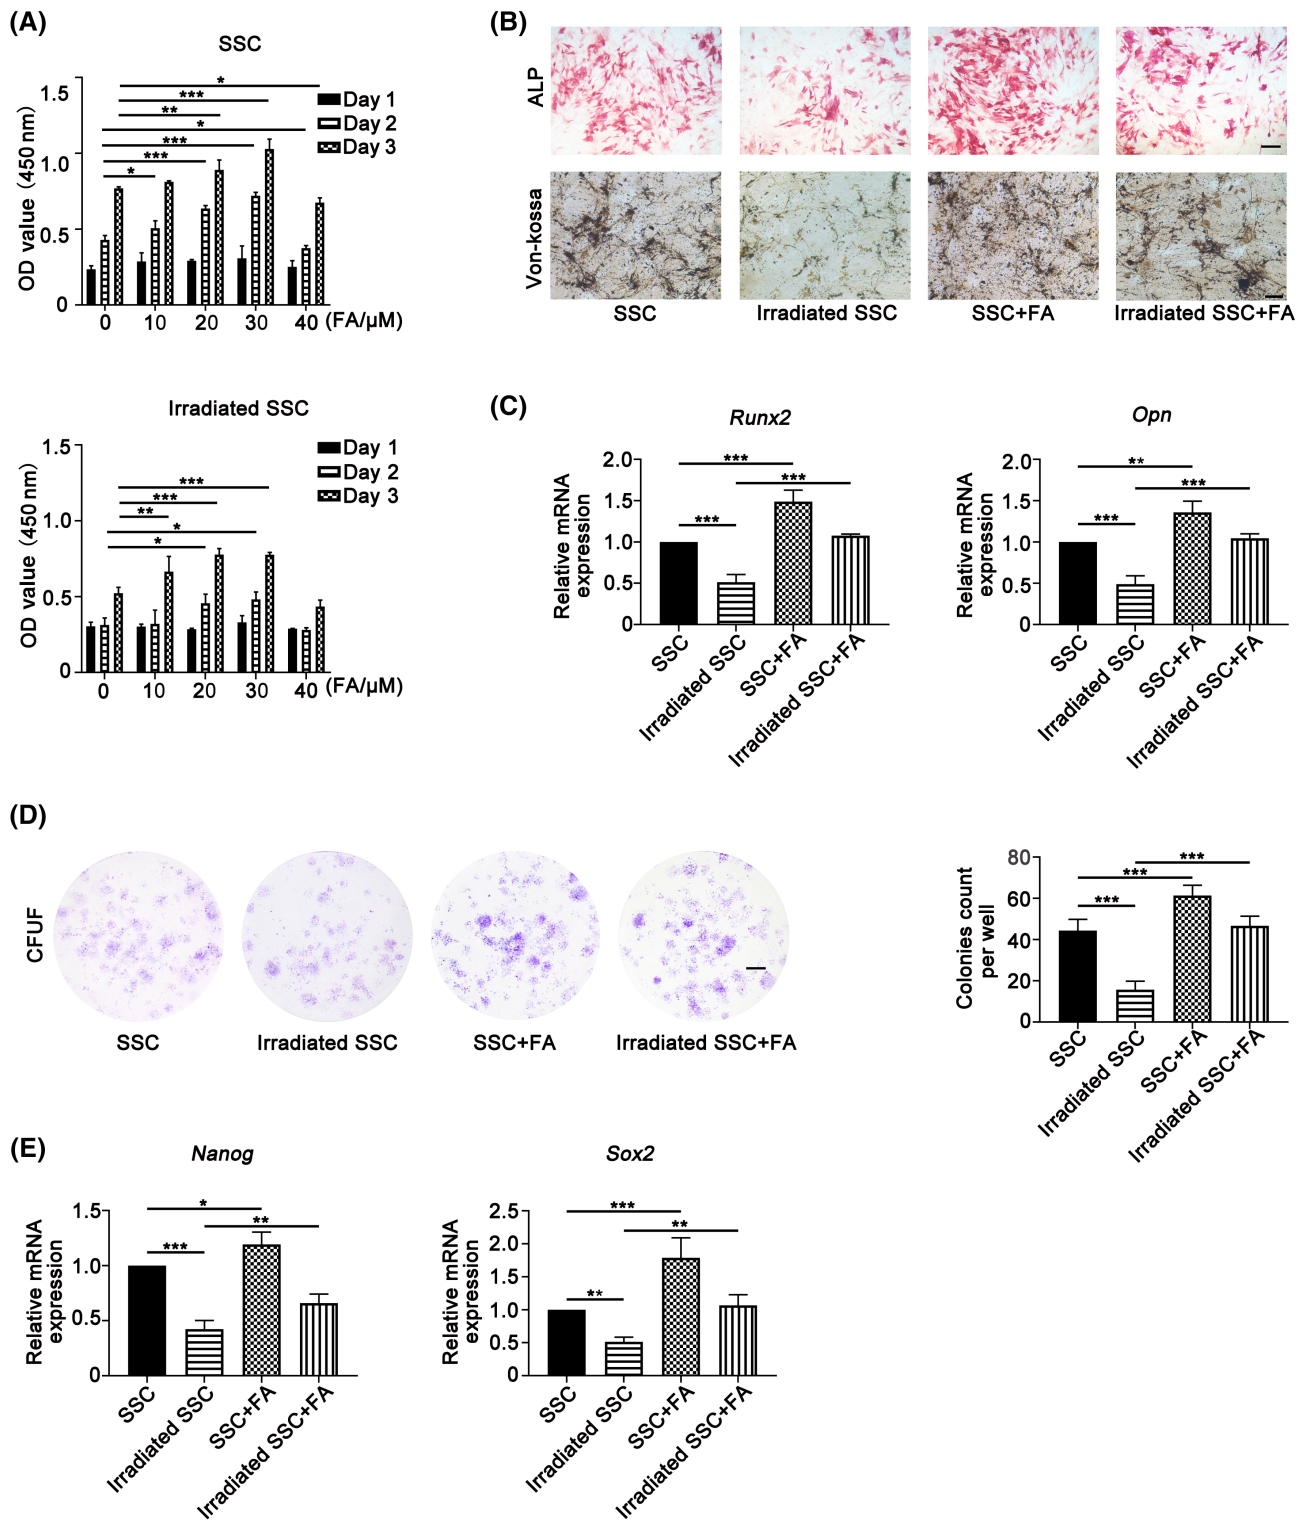 (A)
SSC
OD value (450 nm)
1.5
1.0
0.5
0
* *** ** * *** *** *
Day 1
Day 2
Day 3
0 10 20 30 40 (FA/μM)
Irradiated SSC
OD value (450 nm)
1.5
1.0
0.5
0
*** *** ** * *
Day 1
Day 2
Day 3
0 10 20 30 40 (FA/μM)
(B)
ALP
Von-kossa
SSC Irradiated SSC SSC+FA Irradiated SSC+FA
(C)
Runx2
Relative mRNA
expression
2.0
1.5
1.0
0.5
0
*** *** ***
SSC
Irradiated SSC
SSC+FA
Irradiated SSC+FA
Opn
Relative mRNA
expression
2.0
1.5
1.0
0.5
0
** *** ***
SSC
Irradiated SSC
SSC+FA
Irradiated SSC+FA
(D)
CFUF
SSC Irradiated SSC SSC+FA Irradiated SSC+FA
Colonies count
per well
80
60
40
20
0
*** *** ***
SSC
Irradiated SSC
SSC+FA
Irradiated SSC+FA
(E)
Nanog
Relative mRNA
expression
1.5
1.0
0.5
0
* ** ***
SSC
Irradiated SSC
SSC+FA
Irradiated SSC+FA
Sox2
Relative mRNA
expression
2.5
2.0
1.5
1.0
0.5
0
*** ** **
SSC
Irradiated SSC
SSC+FA
Irradiated SSC+FA